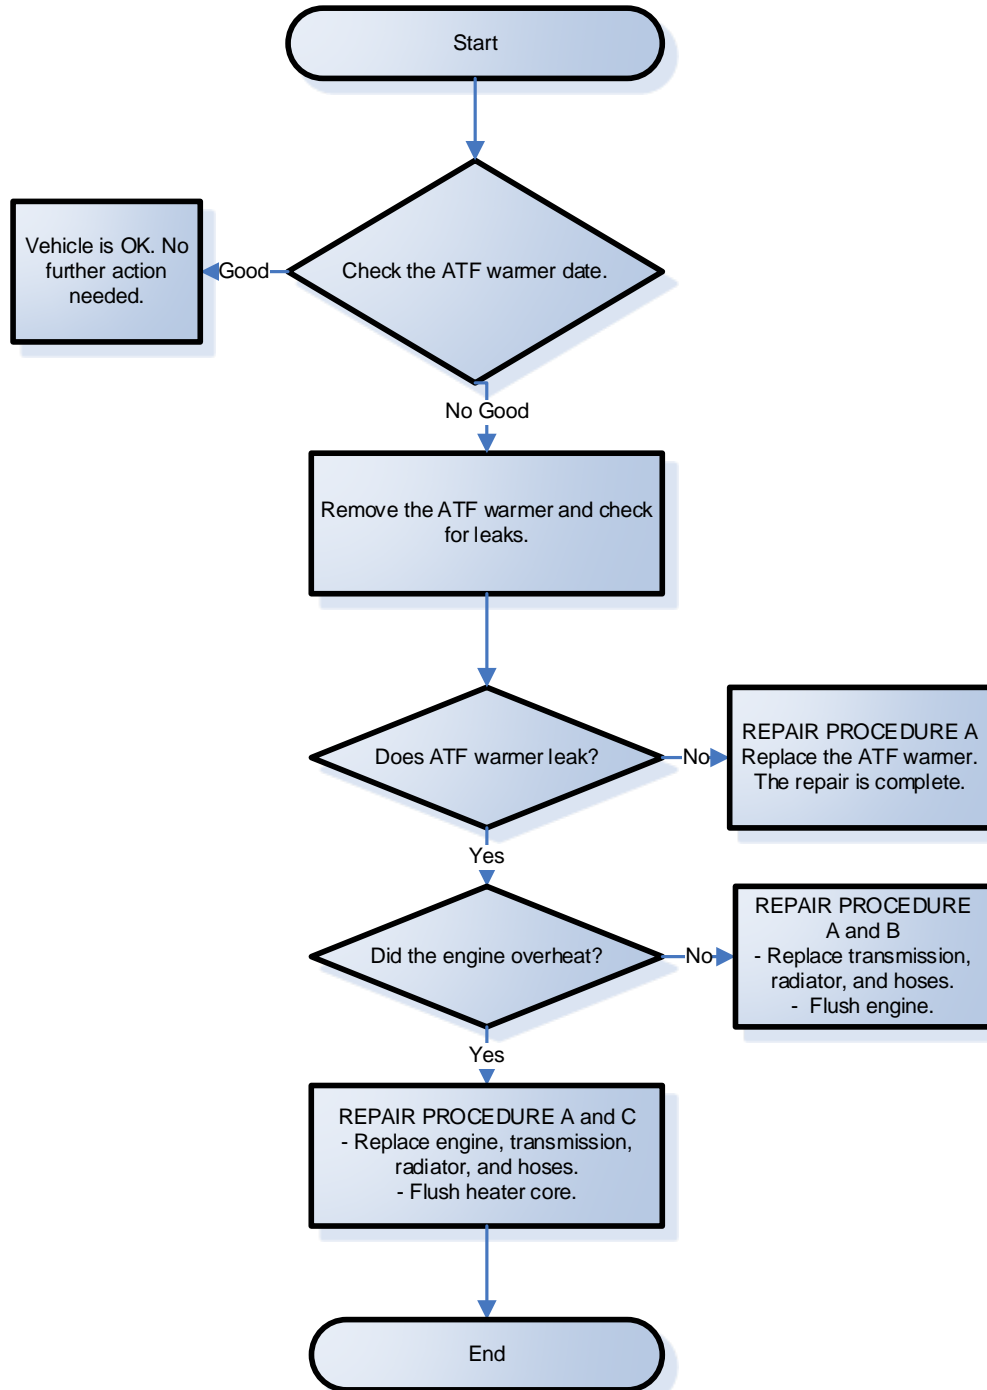 Start
Check the ATF warmer date.
Good
Vehicle is OK. No
further action
needed.
No Good
Remove the ATF warmer and check
for leaks.
Does ATF warmer leak?
No
REPAIR PROCEDURE A
Replace the ATF warmer.
The repair is complete.
Yes
Did the engine overheat?
No
REPAIR PROCEDURE
A and B
- Replace transmission,
radiator, and hoses.
- Flush engine.
Yes
REPAIR PROCEDURE A and C
- Replace engine, transmission,
radiator, and hoses.
- Flush heater core.
End